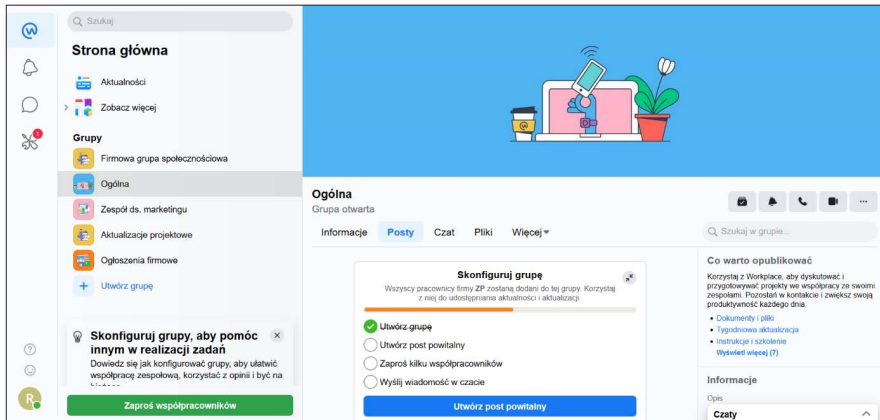 Szukaj
Strona główna
Aktualności
Zobacz więcej
Grupy
Firmowa grupa społecznościowa
Ogólna
Zespół ds. marketingu
Aktualizacje projektowe
Ogłoszenia firmowe
+ Utwórz grupę
Skonfiguruj grupy, aby pomóc
innym w realizacji zadań
Dowiedz się jak konfigurować grupy, aby ułatwić
współpracę zespołową, korzystać z opinii i być na
R
Zaproś współpracowników
1
Ogólna
Grupa otwarta
Informacje Posty Czat Pliki Więcej
Szukaj w grupie...
Skonfiguruj grupę
Wszyscy pracownicy firmy ZP zostaną dodani do tej grupy. Korzystaj
z niej do udostępniania aktualności i aktualizacji.
Utwórz grupę
Utwórz post powitalny
Zaproś kilku współpracowników
Wyślij wiadomość w czacie
Utwórz post powitalny
Co warto opublikować
Korzystaj z Workplace, aby dyskutować i
przygotowywać projekty we współpracy ze swoimi
zespołami. Pozostań w kontakcie i zwiększ swoją
produktywność każdego dnia.
• Dokumenty i pliki
• Tygodniowa aktualizacja
• Instrukcje i szkolenie
Wyświetl więcej (7)
Informacje
Opis
Czaty